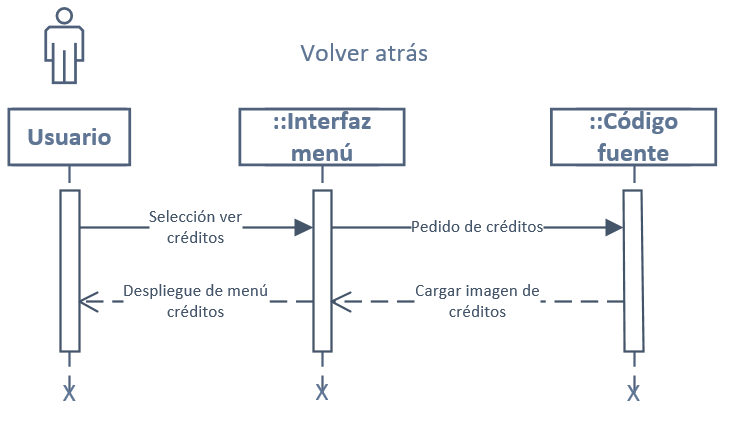 Volver atrás
Usuario
::Interfaz
menú
::Código
fuente
Selección ver
créditos
Pedido de créditos
Despliegue de menú
créditos
Cargar imagen de
créditos
X
X
X